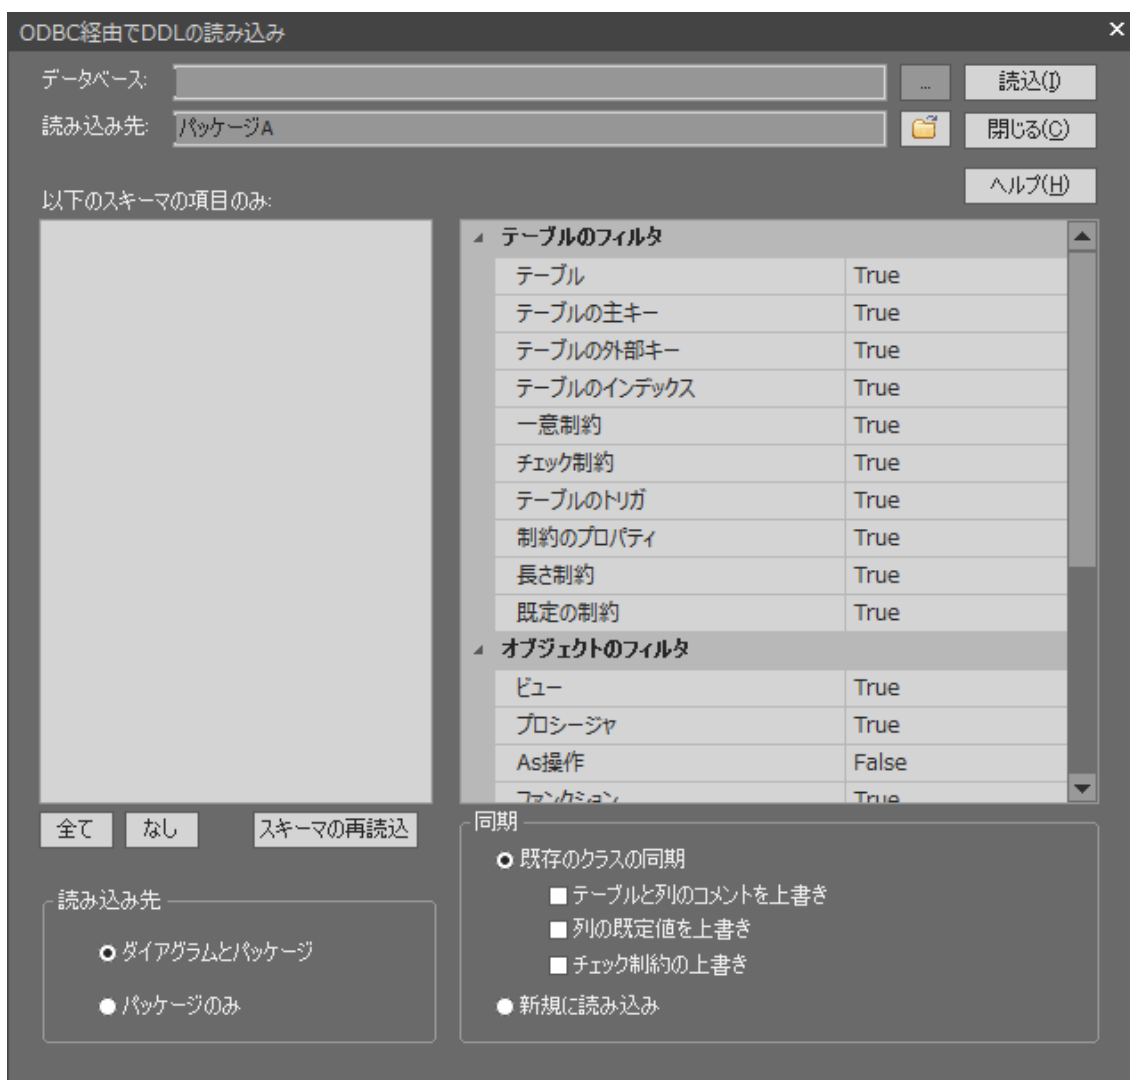 ODBC経由でDDLの読み込み
データベース:
...
読込(I)
読み込み先:
パッケージA
閉じる(C)
ヘルプ(H)
以下のスキーマの項目のみ:
テーブルのフィルタ
テーブル True
テーブルの主キー True
テーブルの外部キー True
テーブルのインデックス True
一意制約 True
チェック制約 True
テーブルのトリガ True
制約のプロパティ True
長さ制約 True
既定の制約 True
オブジェクトのフィルタ
ビュー True
プロシージャ True
As操作 False
ファンクション True
全て
なし
スキーマの再読込
読み込み先
ダイアグラムとパッケージ
パッケージのみ
同期
既存のクラスの同期
テーブルと列のコメントを上書き
列の既定値を上書き
チェック制約の上書き
新規に読み込み